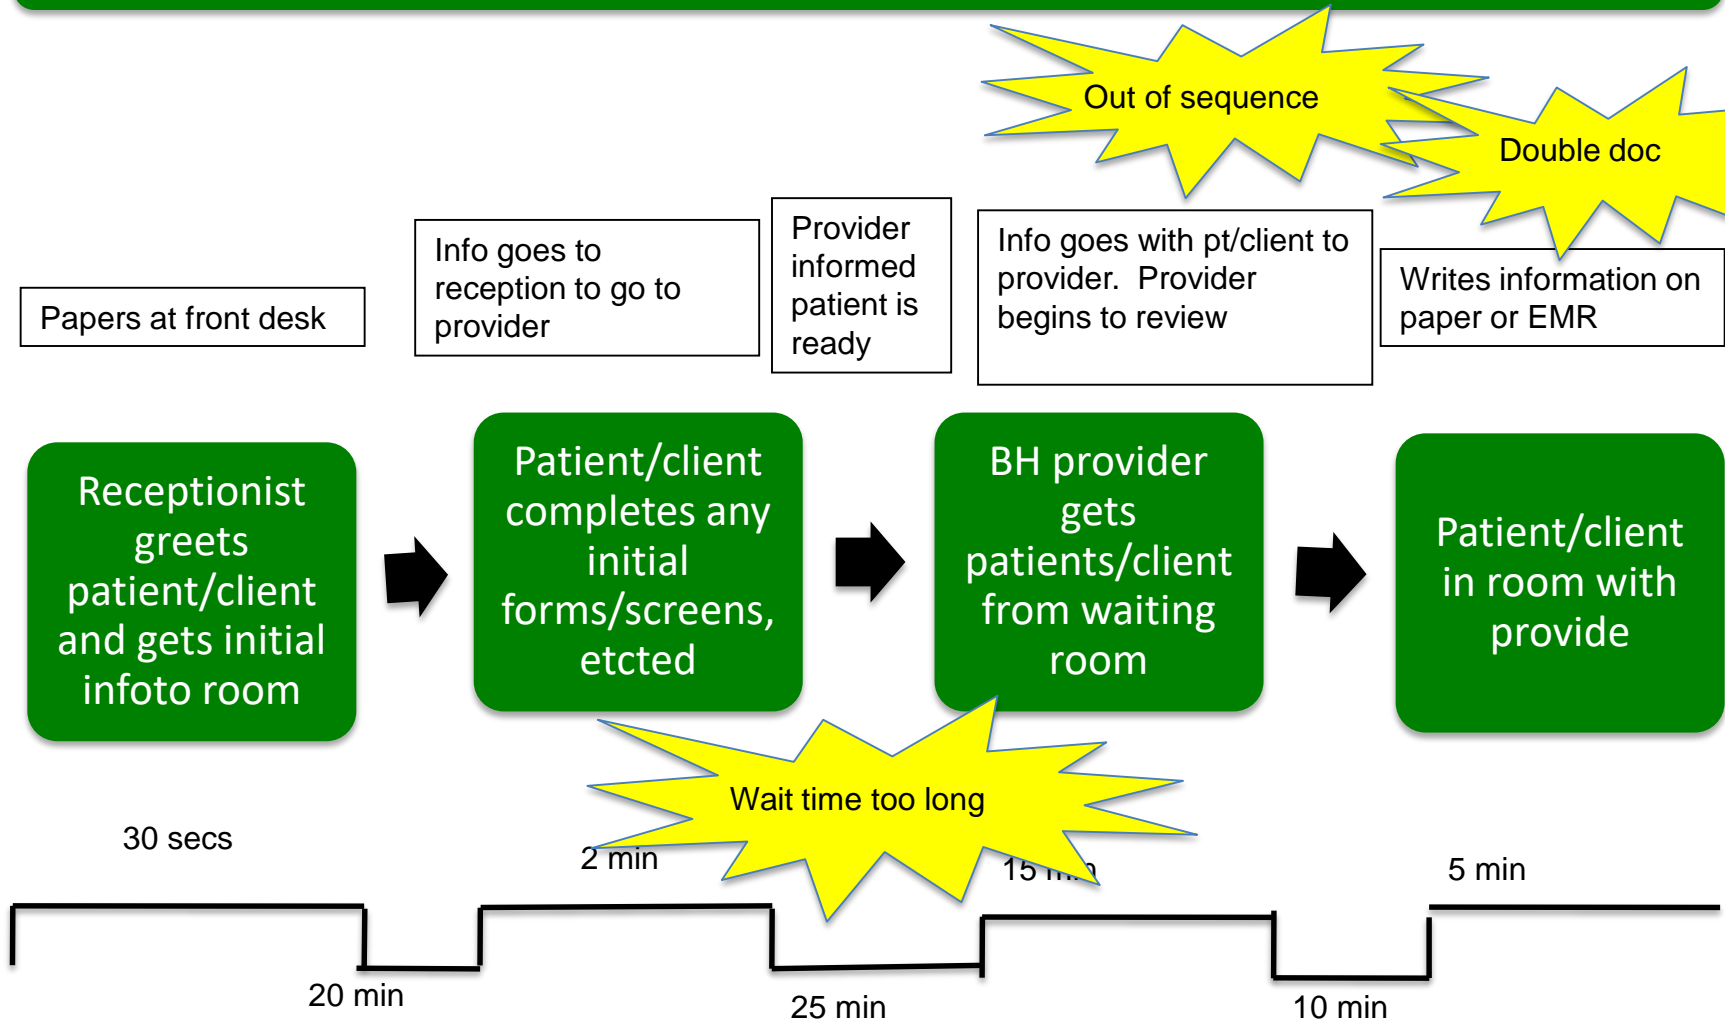 Out of sequence
Double doc
Papers at front desk
Info goes to
reception to go to
provider
Provider
informed
patient is
ready
Info goes with pt/client to
provider.  Provider
begins to review
Writes information on
paper or EMR
Receptionist
greets
patient/client
and gets initial
infoto room
Patient/client
completes any
initial
forms/screens,
etcted
BH provider
gets
patients/client
from waiting
room
Patient/client
in room with
provide
Wait time too long
30 secs
2 min
15 min
5 min
20 min
25 min
10 min